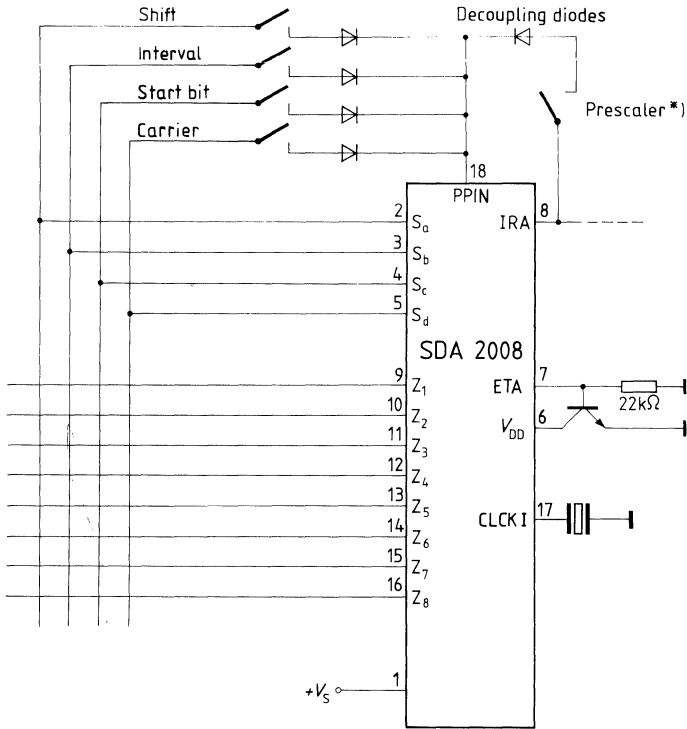 Shift
Decoupling diodes
Interval
Start bit
Prescaler*)
Carrier
18
PPIN
2
Sa
IRA
8
3
Sb
4
Sc
5
Sd
SDA 2008
9
Z1
ETA
7
22kΩ
10
Z2
VDD
6
11
Z3
12
Z4
13
Z5
CLCK I
17
14
Z6
15
Z7
16
Z8
+VS
1